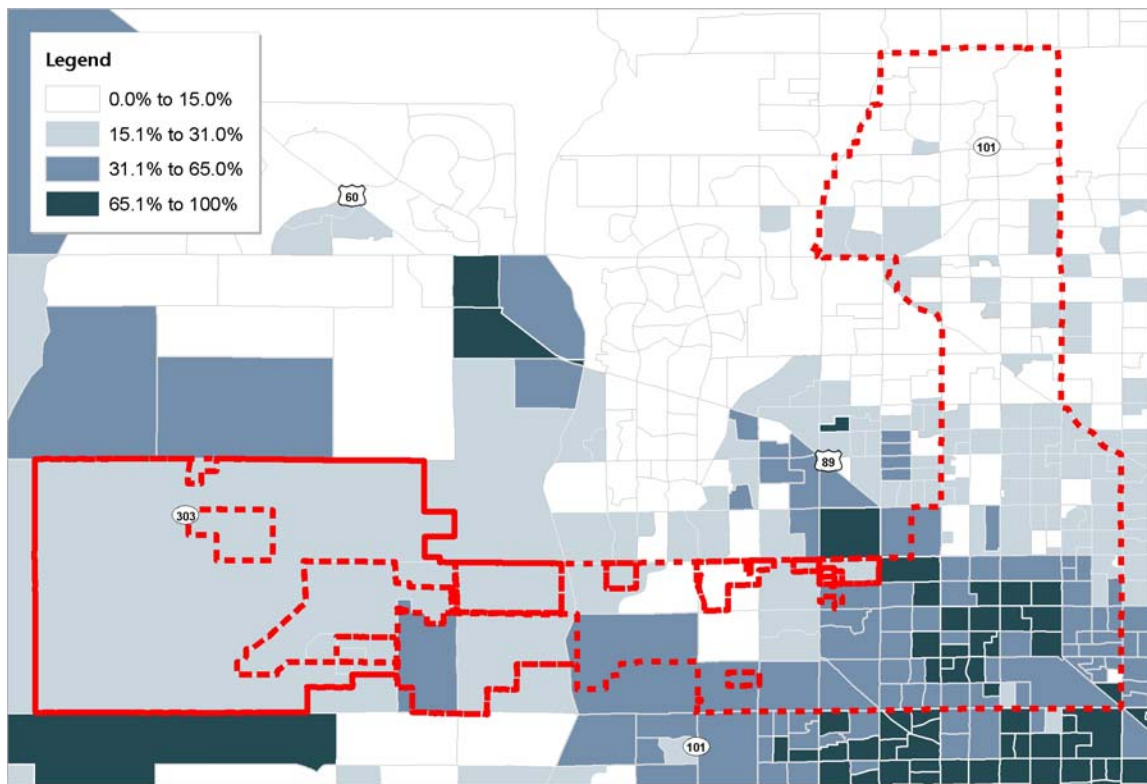 Legend
0.0% to 15.0%
15.1% to 31.0%
31.1% to 65.0%
65.1% to 100%
101
60
89
303
101